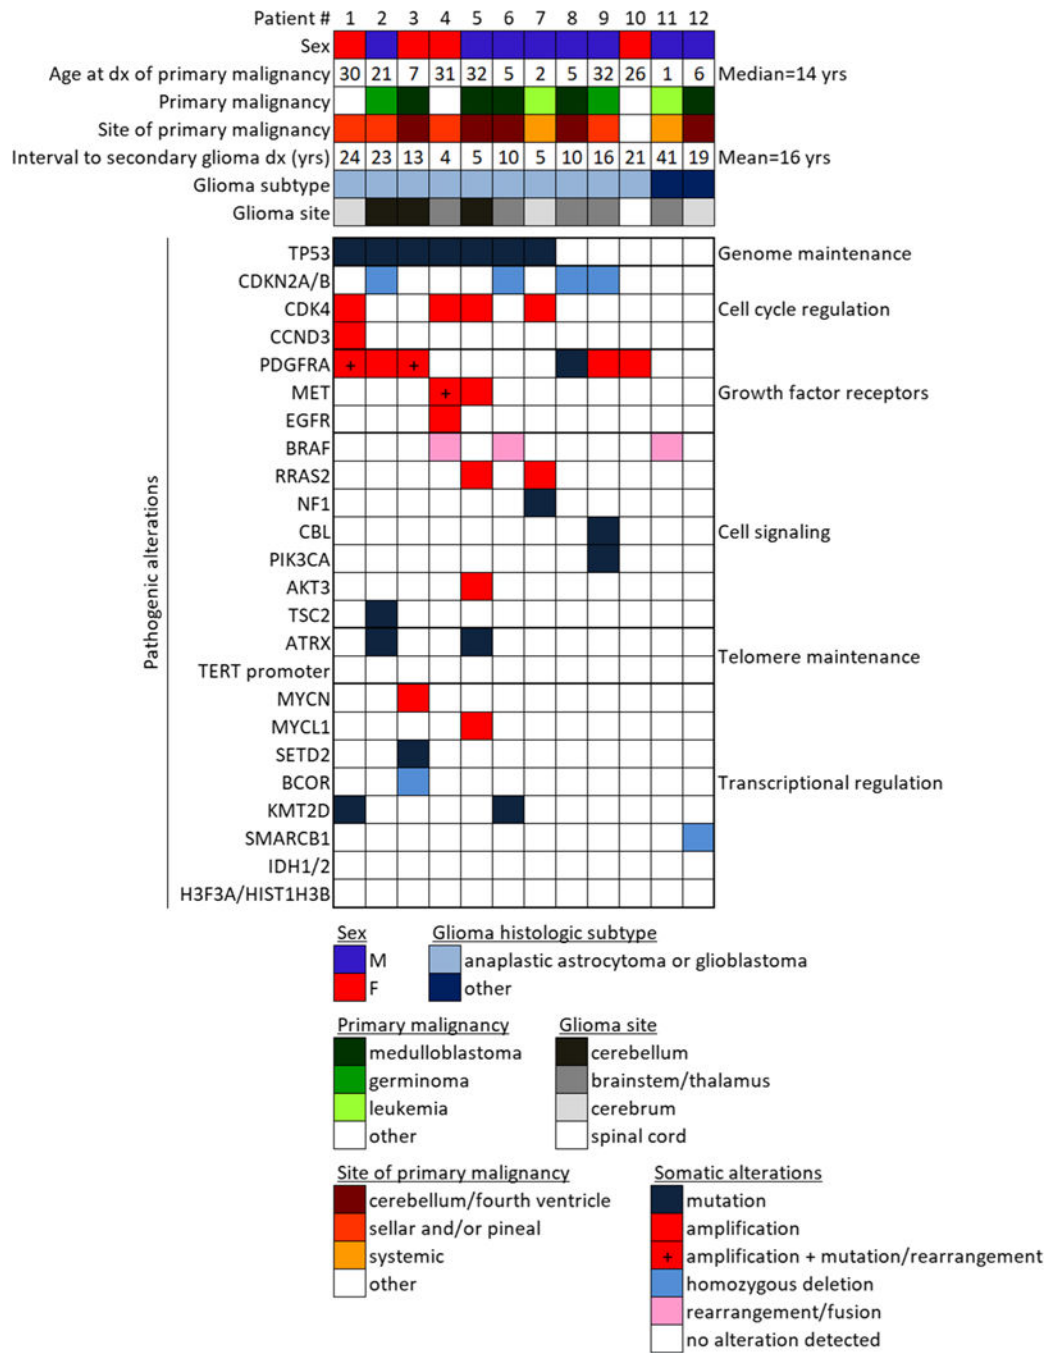 Patient # 1 2 3 4 5 6 7 8 9 10 11 12
Sex
Age at dx of primary malignancy 30 21 7 31 32 5 2 5 32 26 1 6 Median=14 yrs
Primary malignancy
Site of primary malignancy
Interval to secondary glioma dx (yrs) 24 23 13 4 5 10 5 10 16 21 41 19 Mean=16 yrs
Glioma subtype
Glioma site
Pathogenic alterations
TP53 Genome maintenance
CDKN2A/B
CDK4 Cell cycle regulation
CCND3
PDGFRA + +
MET + Growth factor receptors
EGFR
BRAF
RRAS2
NF1
CBL Cell signaling
PIK3CA
AKT3
TSC2
ATRX
Telomere maintenance
TERT promoter
MYCN
MYCL1
SETD2
BCOR Transcriptional regulation
KMT2D
SMARCB1
IDH1/2
H3F3A/HIST1H3B
Sex
M
F
Glioma histologic subtype
anaplastic astrocytoma or glioblastoma
other
Primary malignancy
medulloblastoma
germinoma
leukemia
other
Glioma site
cerebellum
brainstem/thalamus
cerebrum
spinal cord
Site of primary malignancy
cerebellum/fourth ventricle
sellar and/or pineal
systemic
other
Somatic alterations
mutation
amplification
+ amplification + mutation/rearrangement
homozygous deletion
rearrangement/fusion
no alteration detected